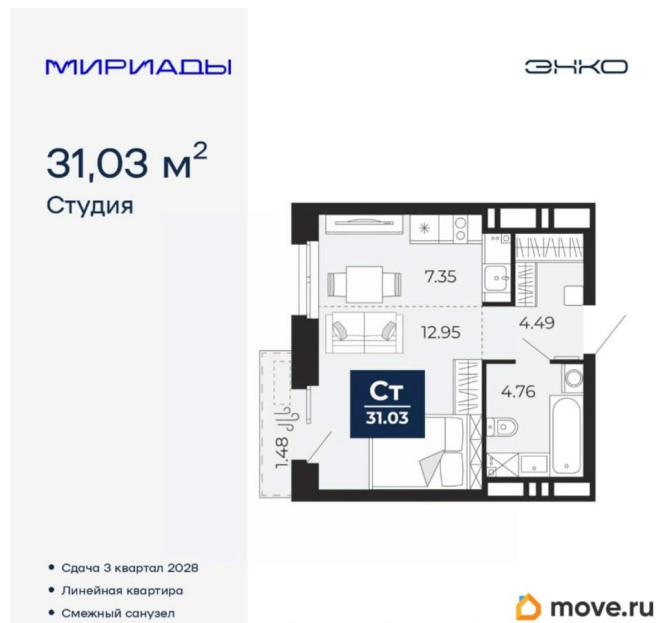 МИРИАДЫ
ЭНКО
31,03 м²
Студия
7.35
12.95
4.49
Ст
31.03
4.76
1.48
• Сдача 3 квартал 2028
• Линейная квартира
• Смежный санузел
move.ru